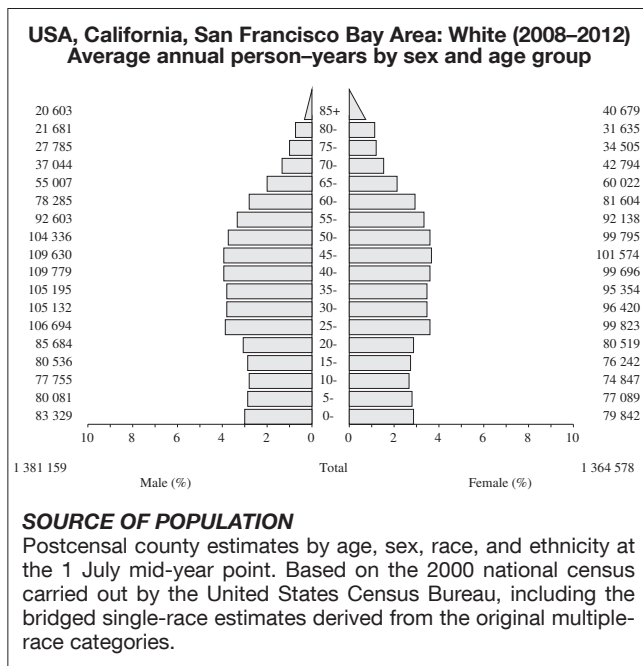 USA, California, San Francisco Bay Area: White (2008–2012)
Average annual person–years by sex and age group
20 603 85+ 40 679
21 681 80- 31 635
27 785 75- 34 505
37 044 70- 42 794
55 007 65- 60 022
78 285 60- 81 604
92 603 55- 92 138
104 336 50- 99 795
109 630 45- 101 574
109 779 40- 99 696
105 195 35- 95 354
105 132 30- 96 420
106 694 25- 99 823
85 684 20- 80 519
80 536 15- 76 242
77 755 10- 74 847
80 081 5- 77 089
83 329 0- 79 842
10 8 6 4 2 0 0 2 4 6 8 10
1 381 159 Total 1 364 578
Male (%) Female (%)
SOURCE OF POPULATION
Postcensal county estimates by age, sex, race, and ethnicity at
the 1 July mid-year point. Based on the 2000 national census
carried out by the United States Census Bureau, including the
bridged single-race estimates derived from the original multiple-
race categories.